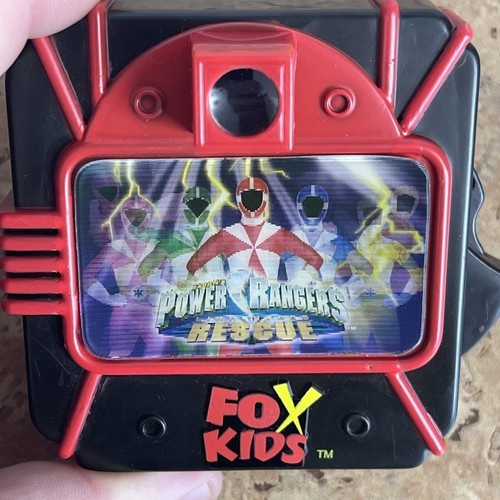 POWER RANGERS
RESCUE
FOX
KIDS TM